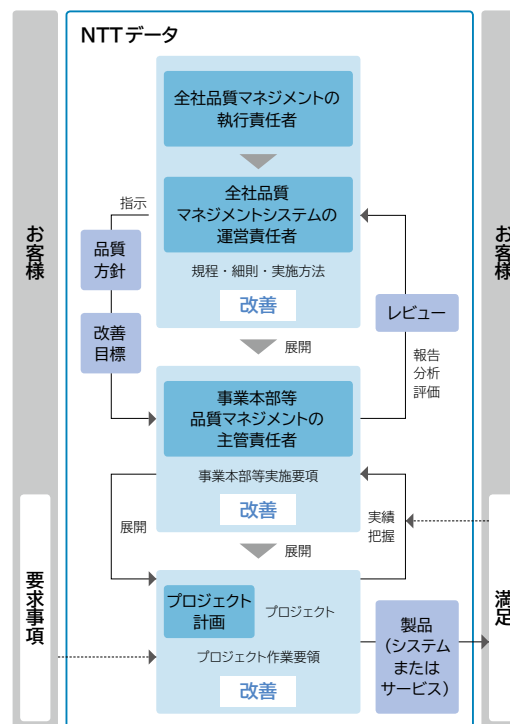 NTTデータ
全社品質マネジメントの
執行責任者
全社品質
マネジメントシステムの
運営責任者
規程・細則・実施方法
改善
指示
品質
方針
改善
目標
レビュー
報告
分析
評価
展開
事業本部等
品質マネジメントの
主管責任者
事業本部等実施要項
改善
展開
実績
把握
展開
プロジェクト
計画
プロジェクト
プロジェクト作業要領
改善
製品
(システム
または
サービス)
お客様
要求事項
お客様
満足